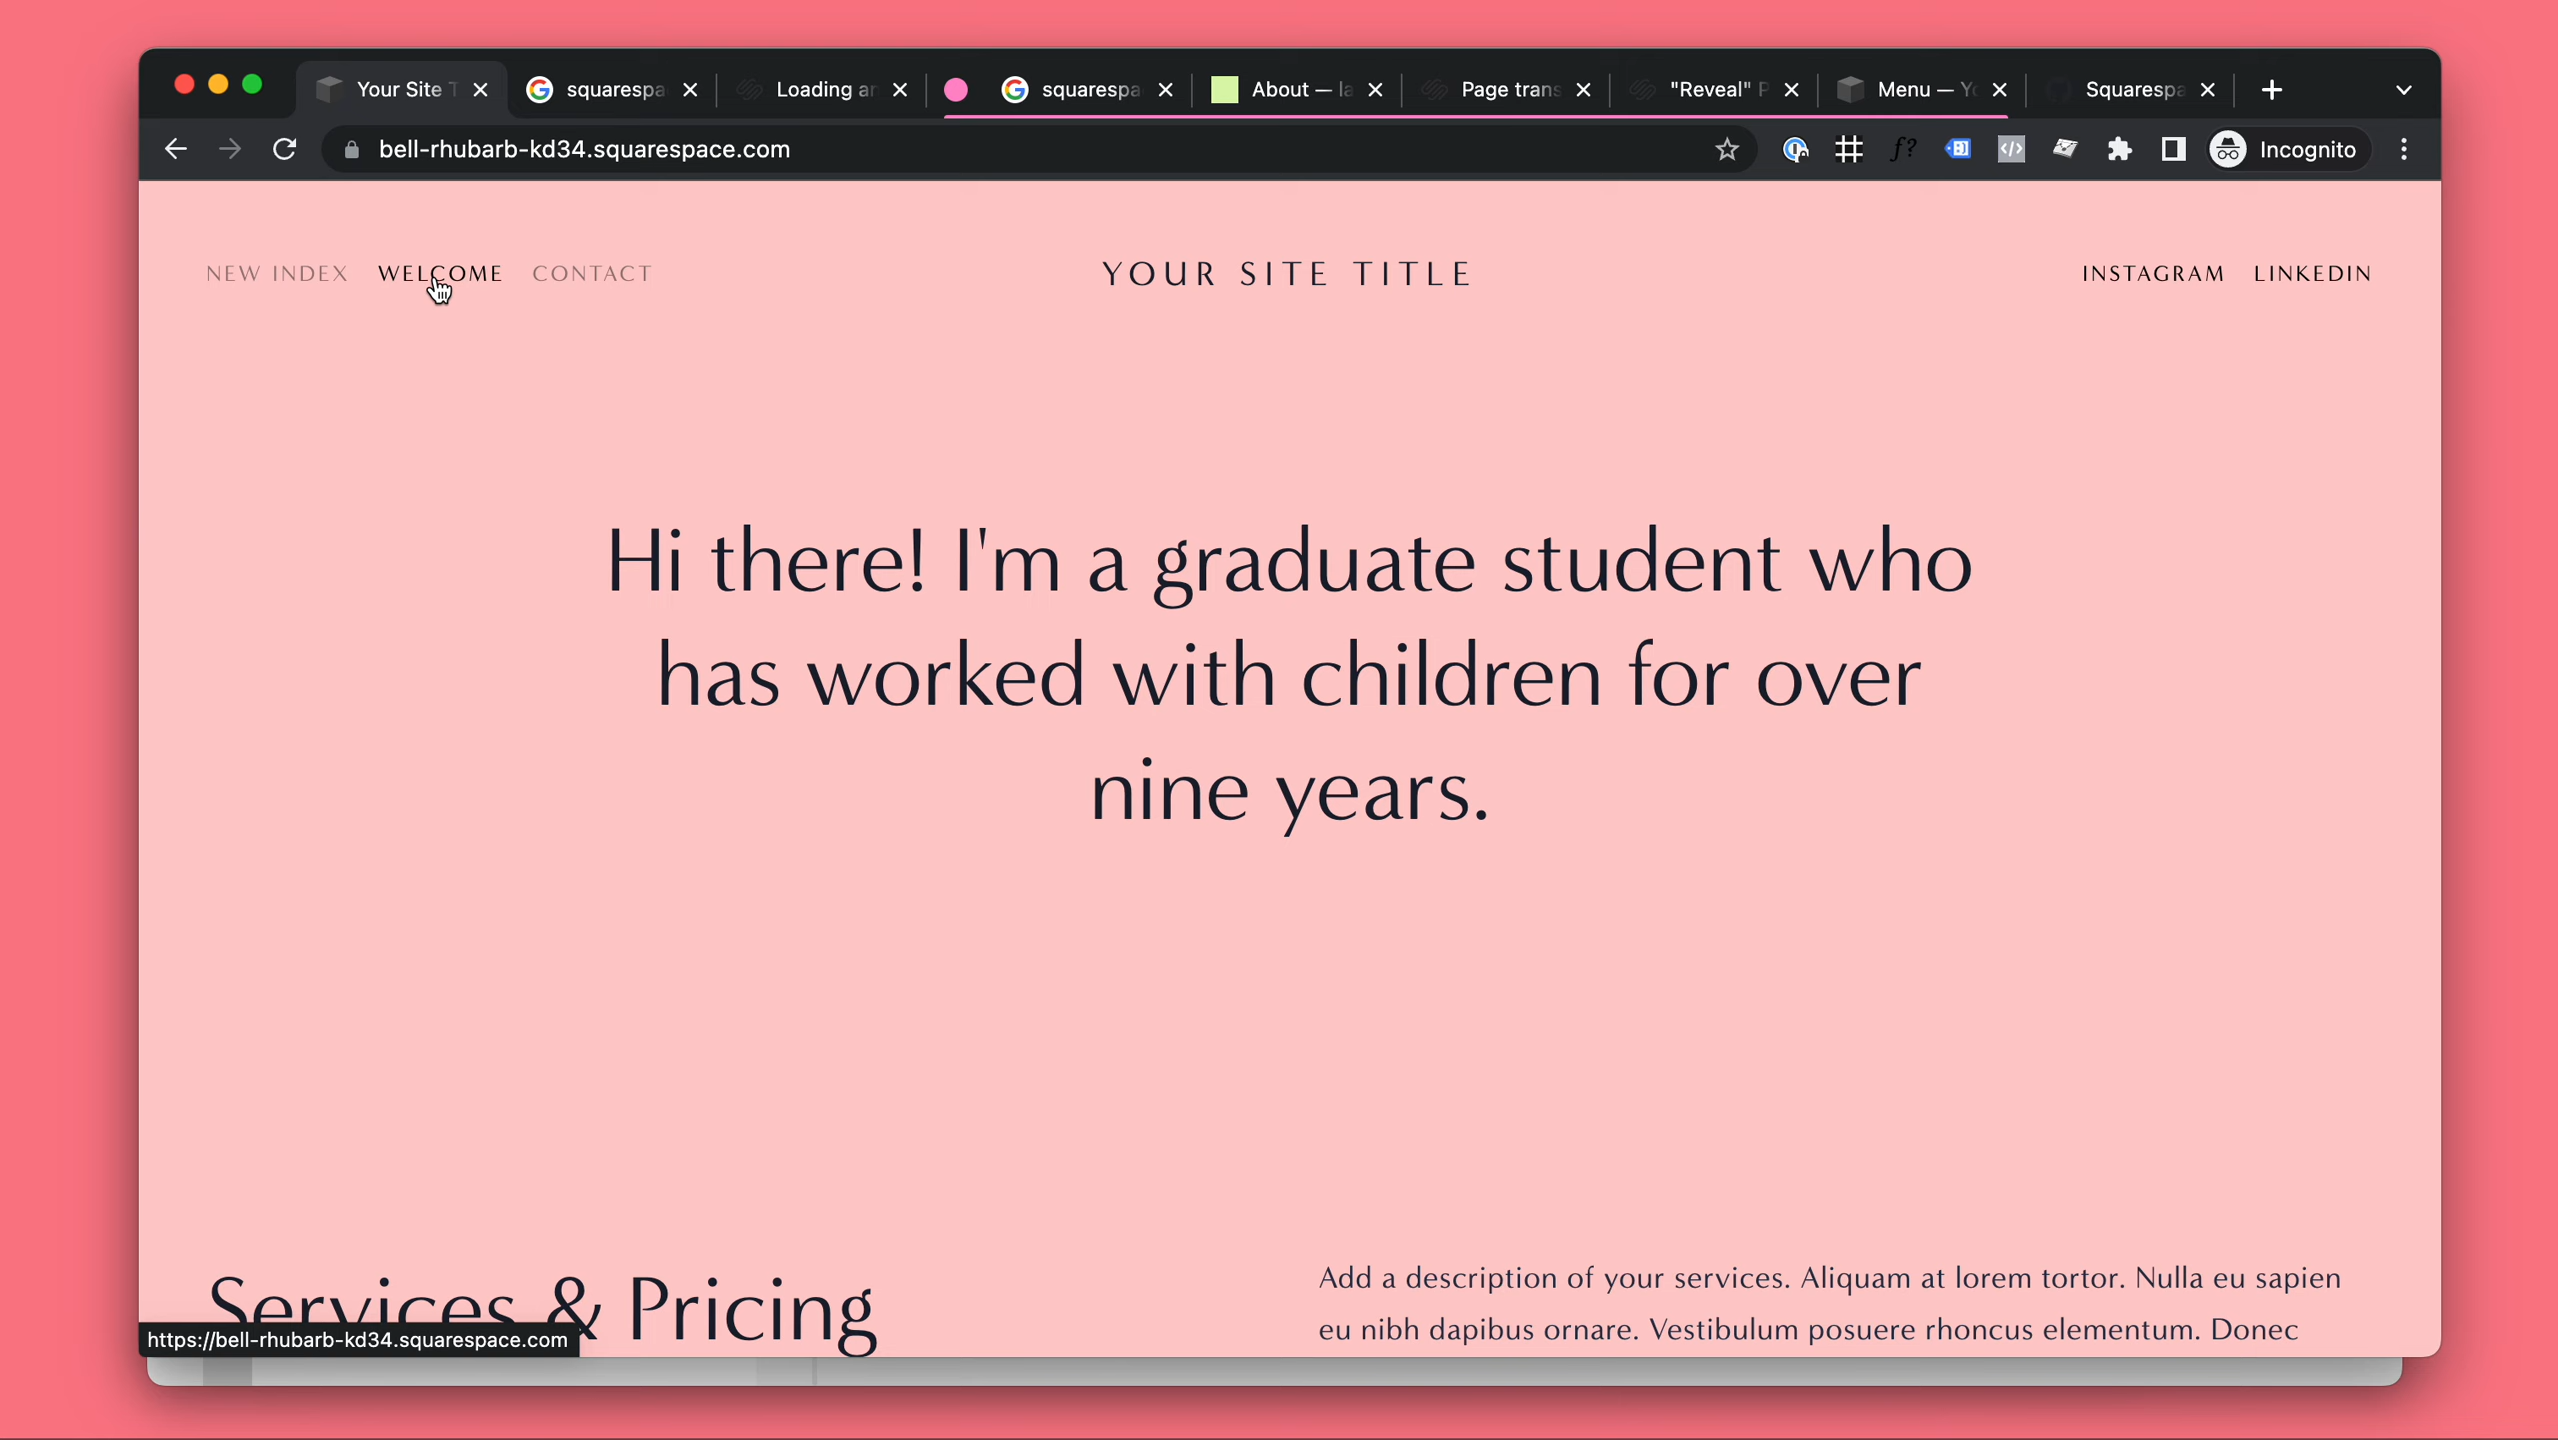 Your Site T
squarespa
Loading an
squarespa
About — la
Page trans
"Reveal" P
Menu — Yo
Squarespa
bell-rhubarb-kd34.squarespace.com
f?
Incognito
NEW INDEX WELCOME CONTACT
YOUR SITE TITLE
INSTAGRAM LINKEDIN
Hi there! I'm a graduate student who
has worked with children for over
nine years.
Services & Pricing
Add a description of your services. Aliquam at lorem tortor. Nulla eu sapien
eu nibh dapibus ornare. Vestibulum posuere rhoncus elementum. Donec
https://bell-rhubarb-kd34.squarespace.com